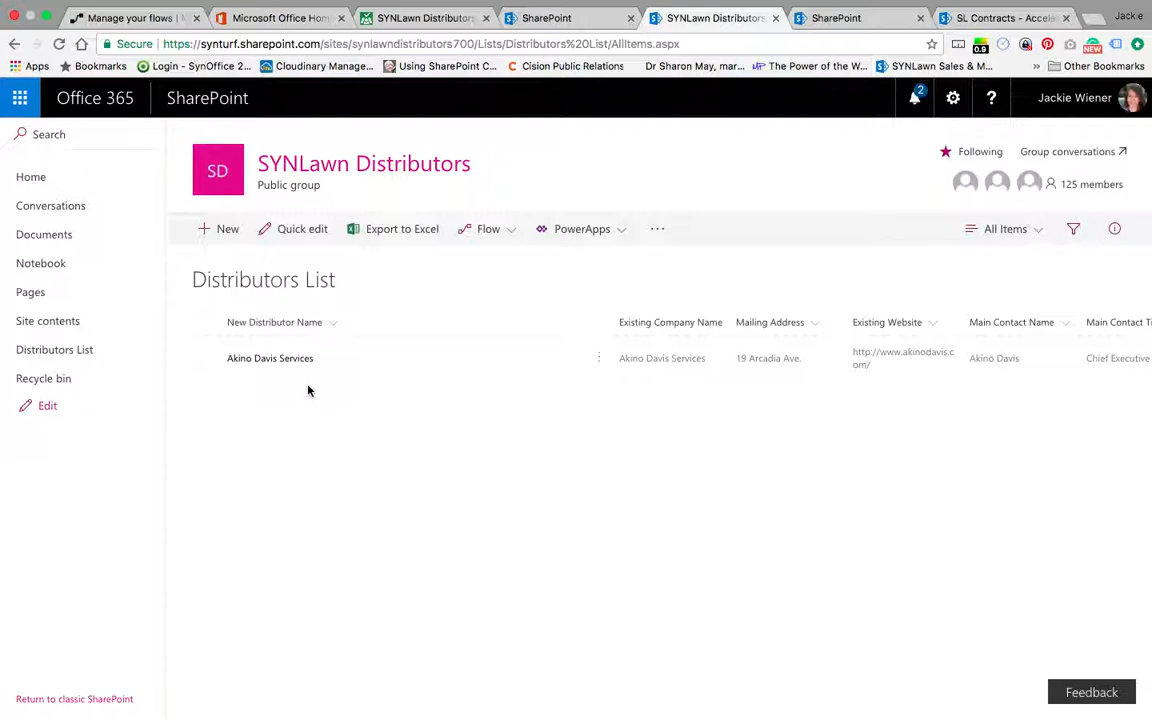 Manage your flows | M
Microsoft Office Hom
SYNLawn Distributors
SharePoint
SYNLawn Distributors
SharePoint
SL Contracts - Accele
Jackie
Secure | https://synturf.sharepoint.com/sites/synlawndistributors700/Lists/Distributors%20List/AllItems.aspx
0.9
NEW
Apps
Bookmarks
Login - SynOffice 2...
Cloudinary Manage...
Using SharePoint C...
Cision Public Relations
Dr Sharon May, mar...
The Power of the W...
SYNLawn Sales & M...
»
Other Bookmarks
Office 365
SharePoint
2
?
Jackie Wiener
Search
Home
Conversations
Documents
Notebook
Pages
Site contents
Distributors List
Recycle bin
Edit
Return to classic SharePoint
SD
SYNLawn Distributors
Public group
Following
Group conversations
125 members
New
Quick edit
Export to Excel
Flow
PowerApps
...
All Items
Distributors List
New Distributor Name
Existing Company Name
Mailing Address
Existing Website
Main Contact Name
Main Contact Ti
Akino Davis Services
Akino Davis Services
19 Arcadia Ave.
http://www.akinodavis.c
om/
Akino Davis
Chief Executive
Feedback